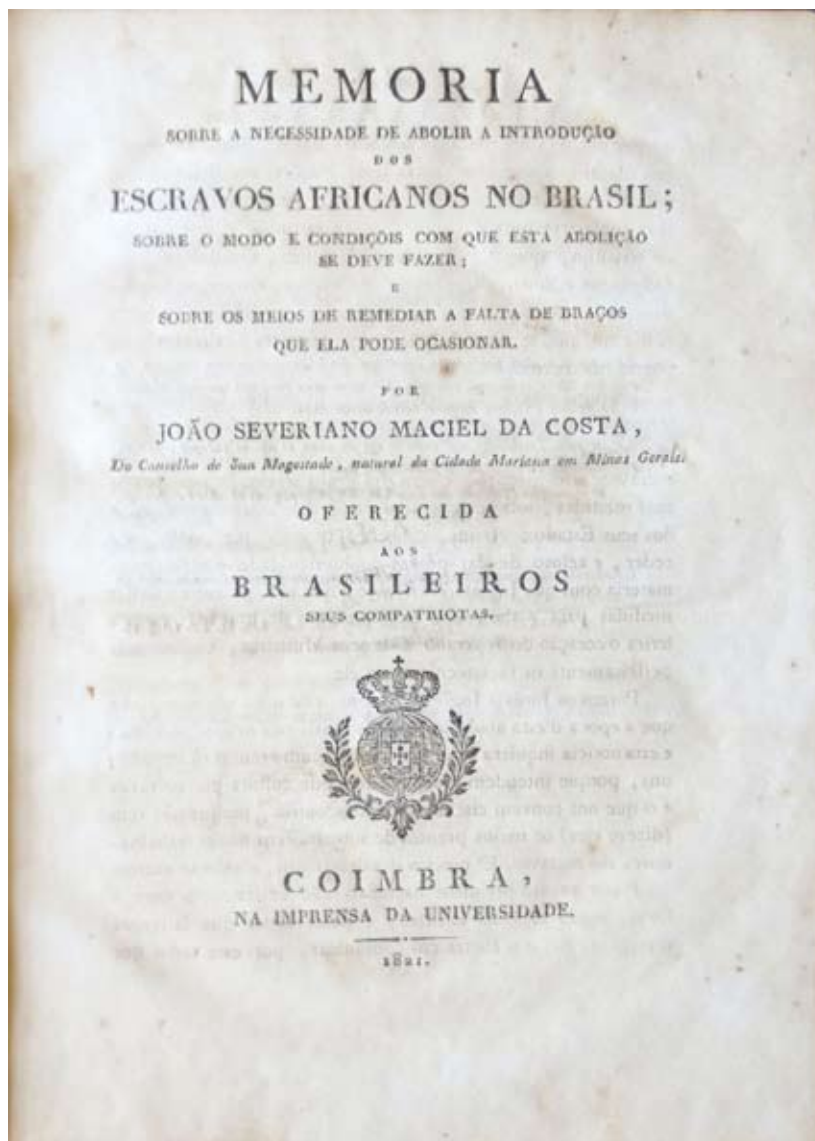 MEMORIA
SOBRE A NECESSIDADE DE ABOLIR A INTRODUÇÃO
DOS
ESCRAVOS AFRICANOS NO BRASIL;
SOBRE O MODO E CONDIÇÕIS COM QUE ESTA ABOLIÇÃO
SE DEVE FAZER;
E
SOBRE OS MEIOS DE REMEDIAR A FALTA DE BRAÇOS
QUE ELA PODE OCASIONAR.
POR
JOÃO SEVERIANO MACIEL DA COSTA,
Do Conselho de Sua Magestade, natural da Cidade Mariana em Minas Gerais.
OFERECIDA
AOS
BRASILEIROS
SEUS COMPATRIOTAS.
COIMBRA,
NA IMPRENSA DA UNIVERSIDADE.
1821.